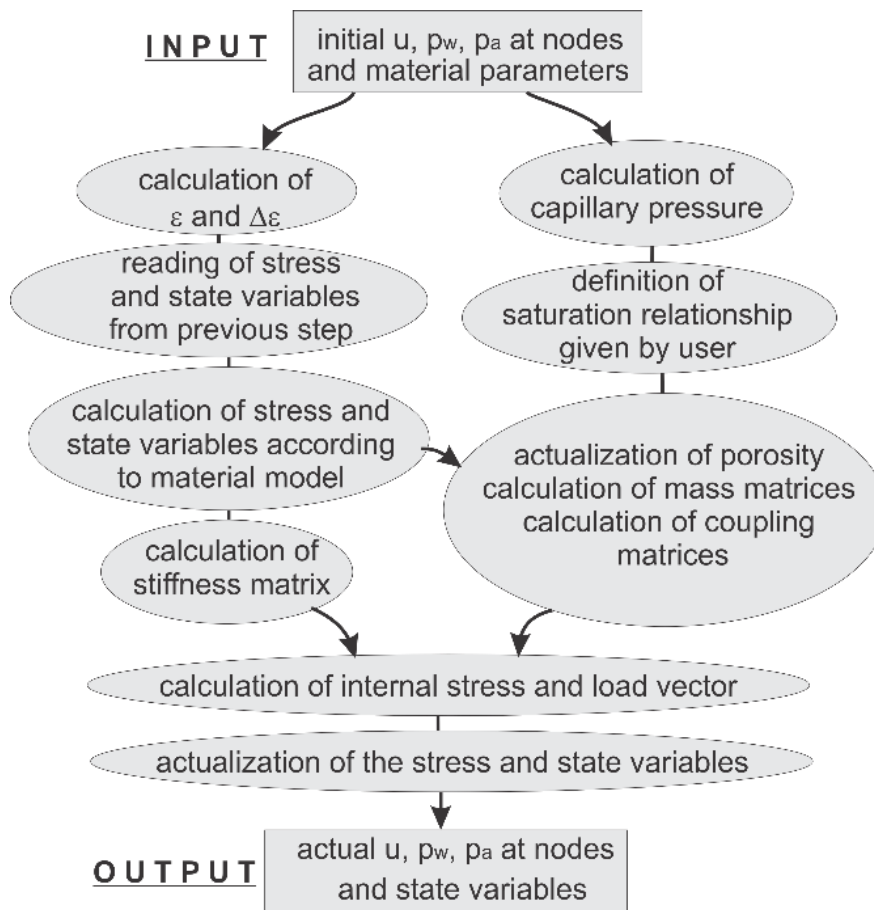 INPUT
initial u, pw, pa at nodes
and material parameters
calculation of
ε and Δε
reading of stress
and state variables
from previous step
calculation of stress and
state variables according
to material model
calculation of
stiffness matrix
calculation of
capillary pressure
definition of
saturation relationship
given by user
actualization of porosity
calculation of mass matrices
calculation of coupling
matrices
calculation of internal stress and load vector
actualization of the stress and state variables
OUTPUT
actual u, pw, pa at nodes
and state variables